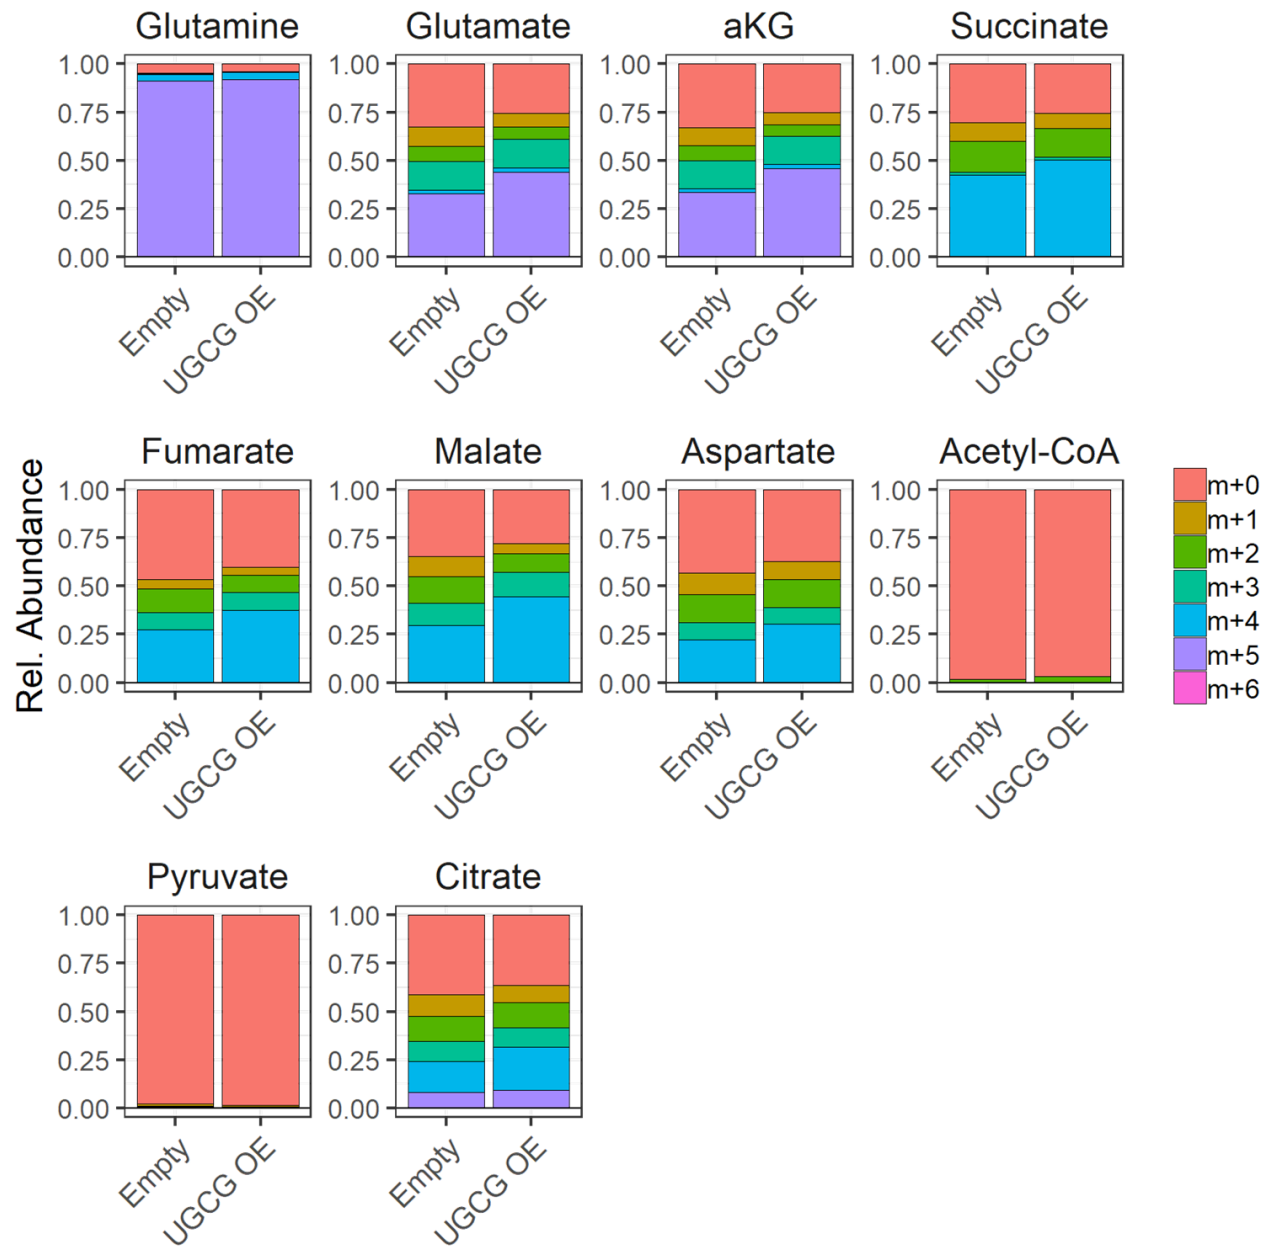 Glutamine Glutamate aKG Succinate
1.00 1.00 1.00 1.00
0.75 0.75 0.75 0.75
0.50 0.50 0.50 0.50
0.25 0.25 0.25 0.25
0.00 0.00 0.00 0.00
Empty UGCG OE Empty UGCG OE Empty UGCG OE Empty UGCG OE
Rel. Abundance
Fumarate Malate Aspartate Acetyl-CoA
1.00 1.00 1.00 1.00
0.75 0.75 0.75 0.75
0.50 0.50 0.50 0.50
0.25 0.25 0.25 0.25
0.00 0.00 0.00 0.00
Empty UGCG OE Empty UGCG OE Empty UGCG OE Empty UGCG OE
m+0
m+1
m+2
m+3
m+4
m+5
m+6
Pyruvate Citrate
1.00 1.00
0.75 0.75
0.50 0.50
0.25 0.25
0.00 0.00
Empty UGCG OE Empty UGCG OE